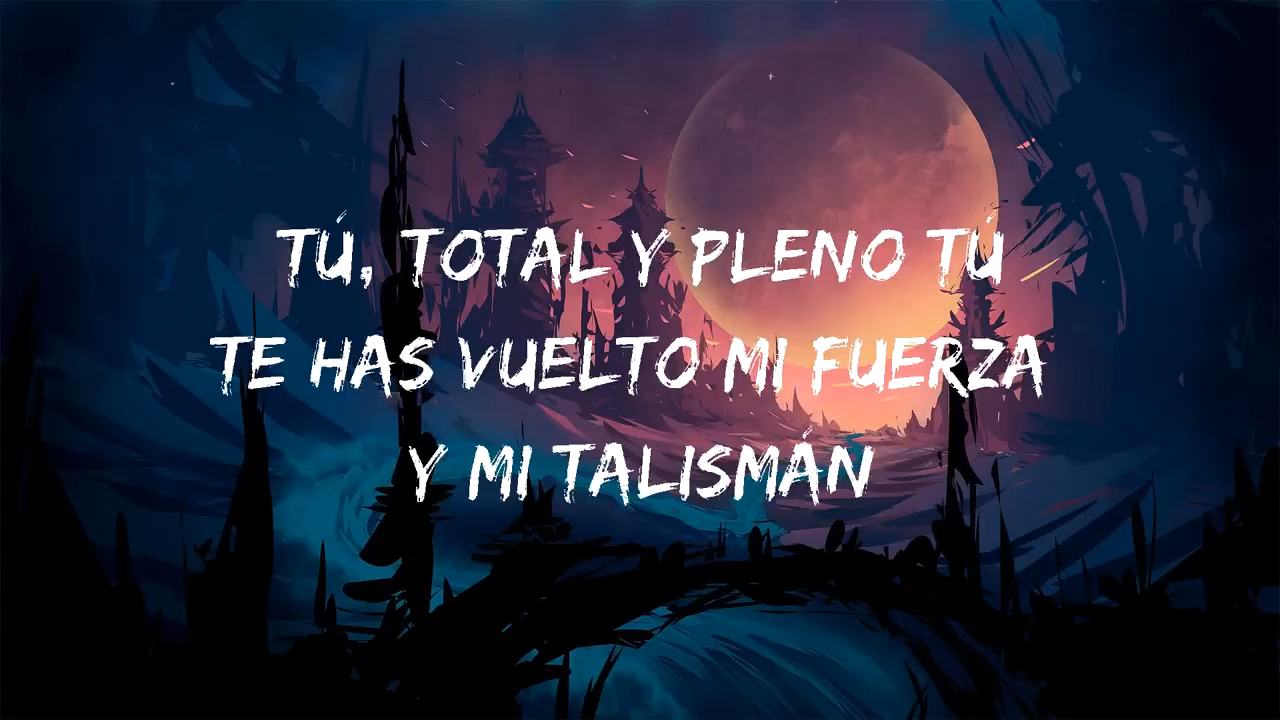 TÚ, TOTAL Y PLENO TÚ
TE HAS VUELTO MI FUERZA
Y MI TALISMÁN